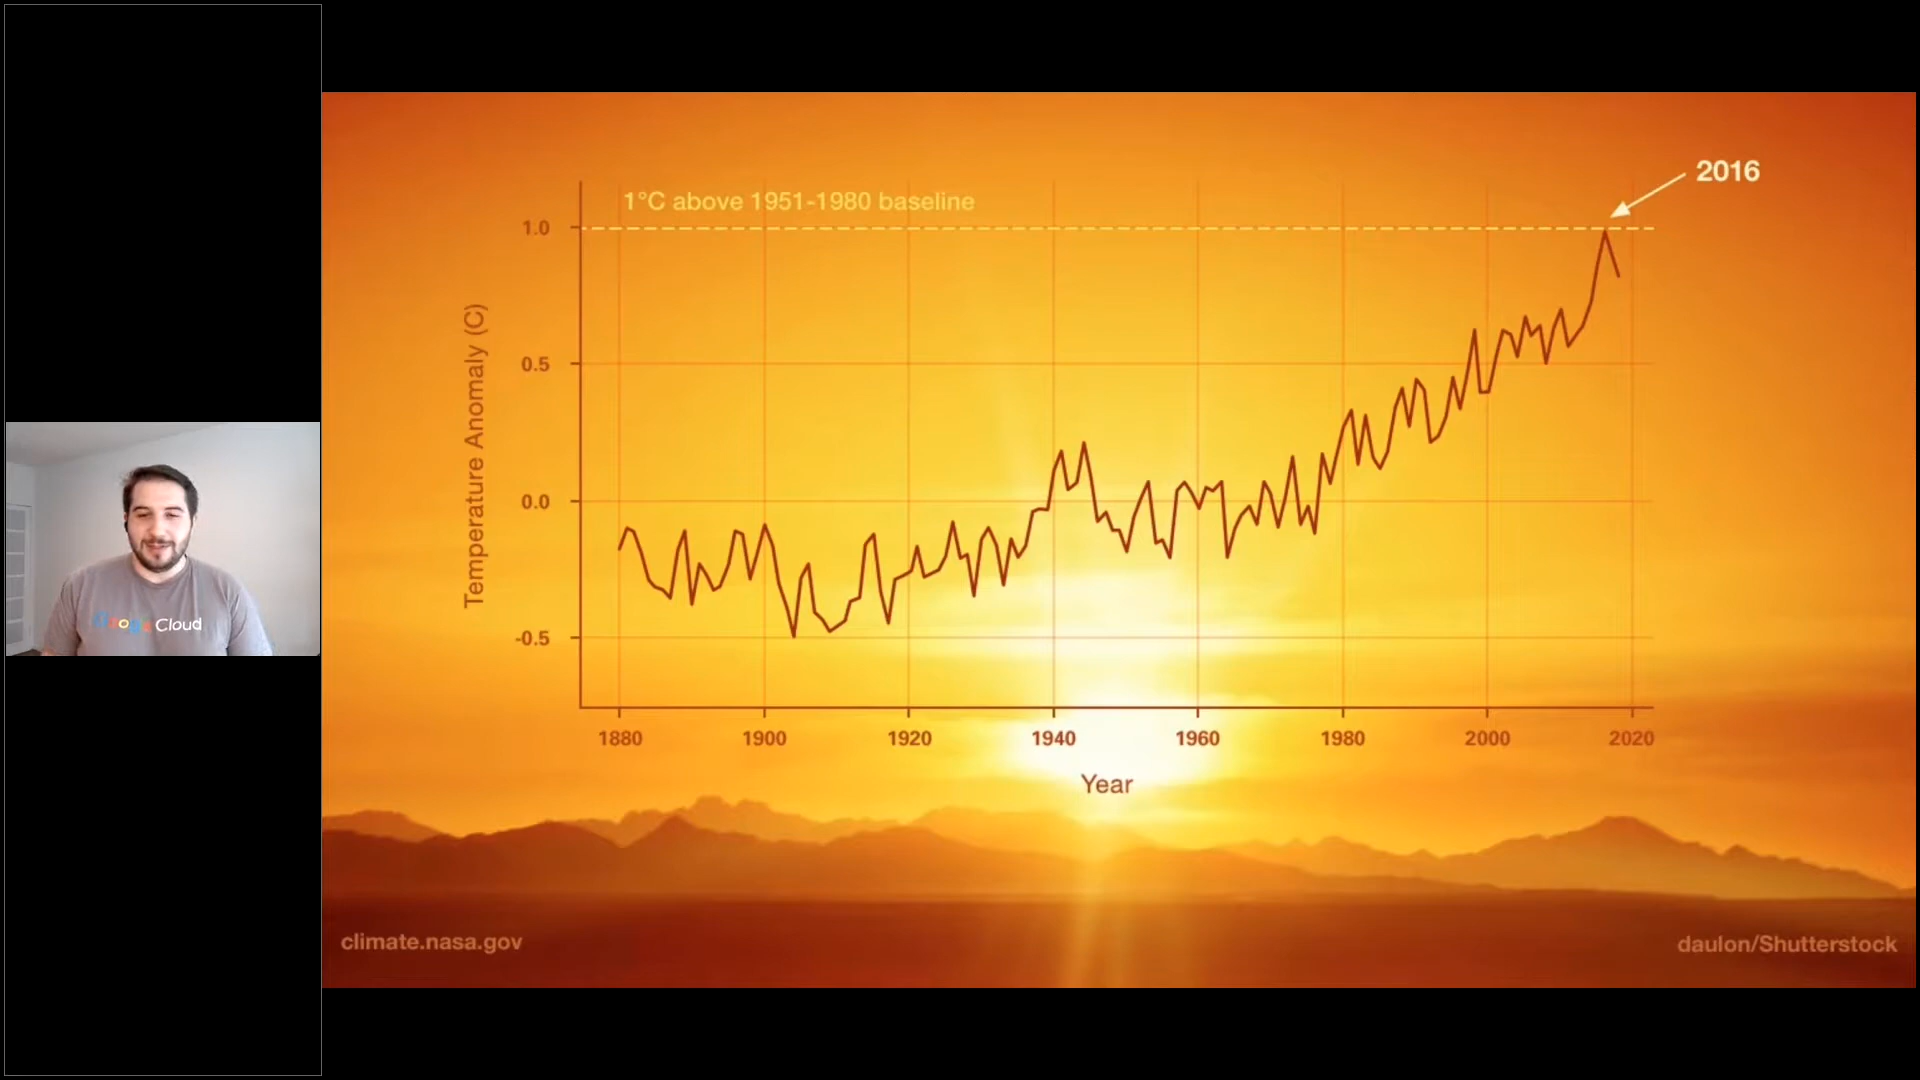 2016
1°C above 1951-1980 baseline
1.0
0.5
0.0
-0.5
Temperature Anomaly (C)
1880 1900 1920 1940 1960 1980 2000 2020
Year
Google Cloud
climate.nasa.gov
daulon/Shutterstock